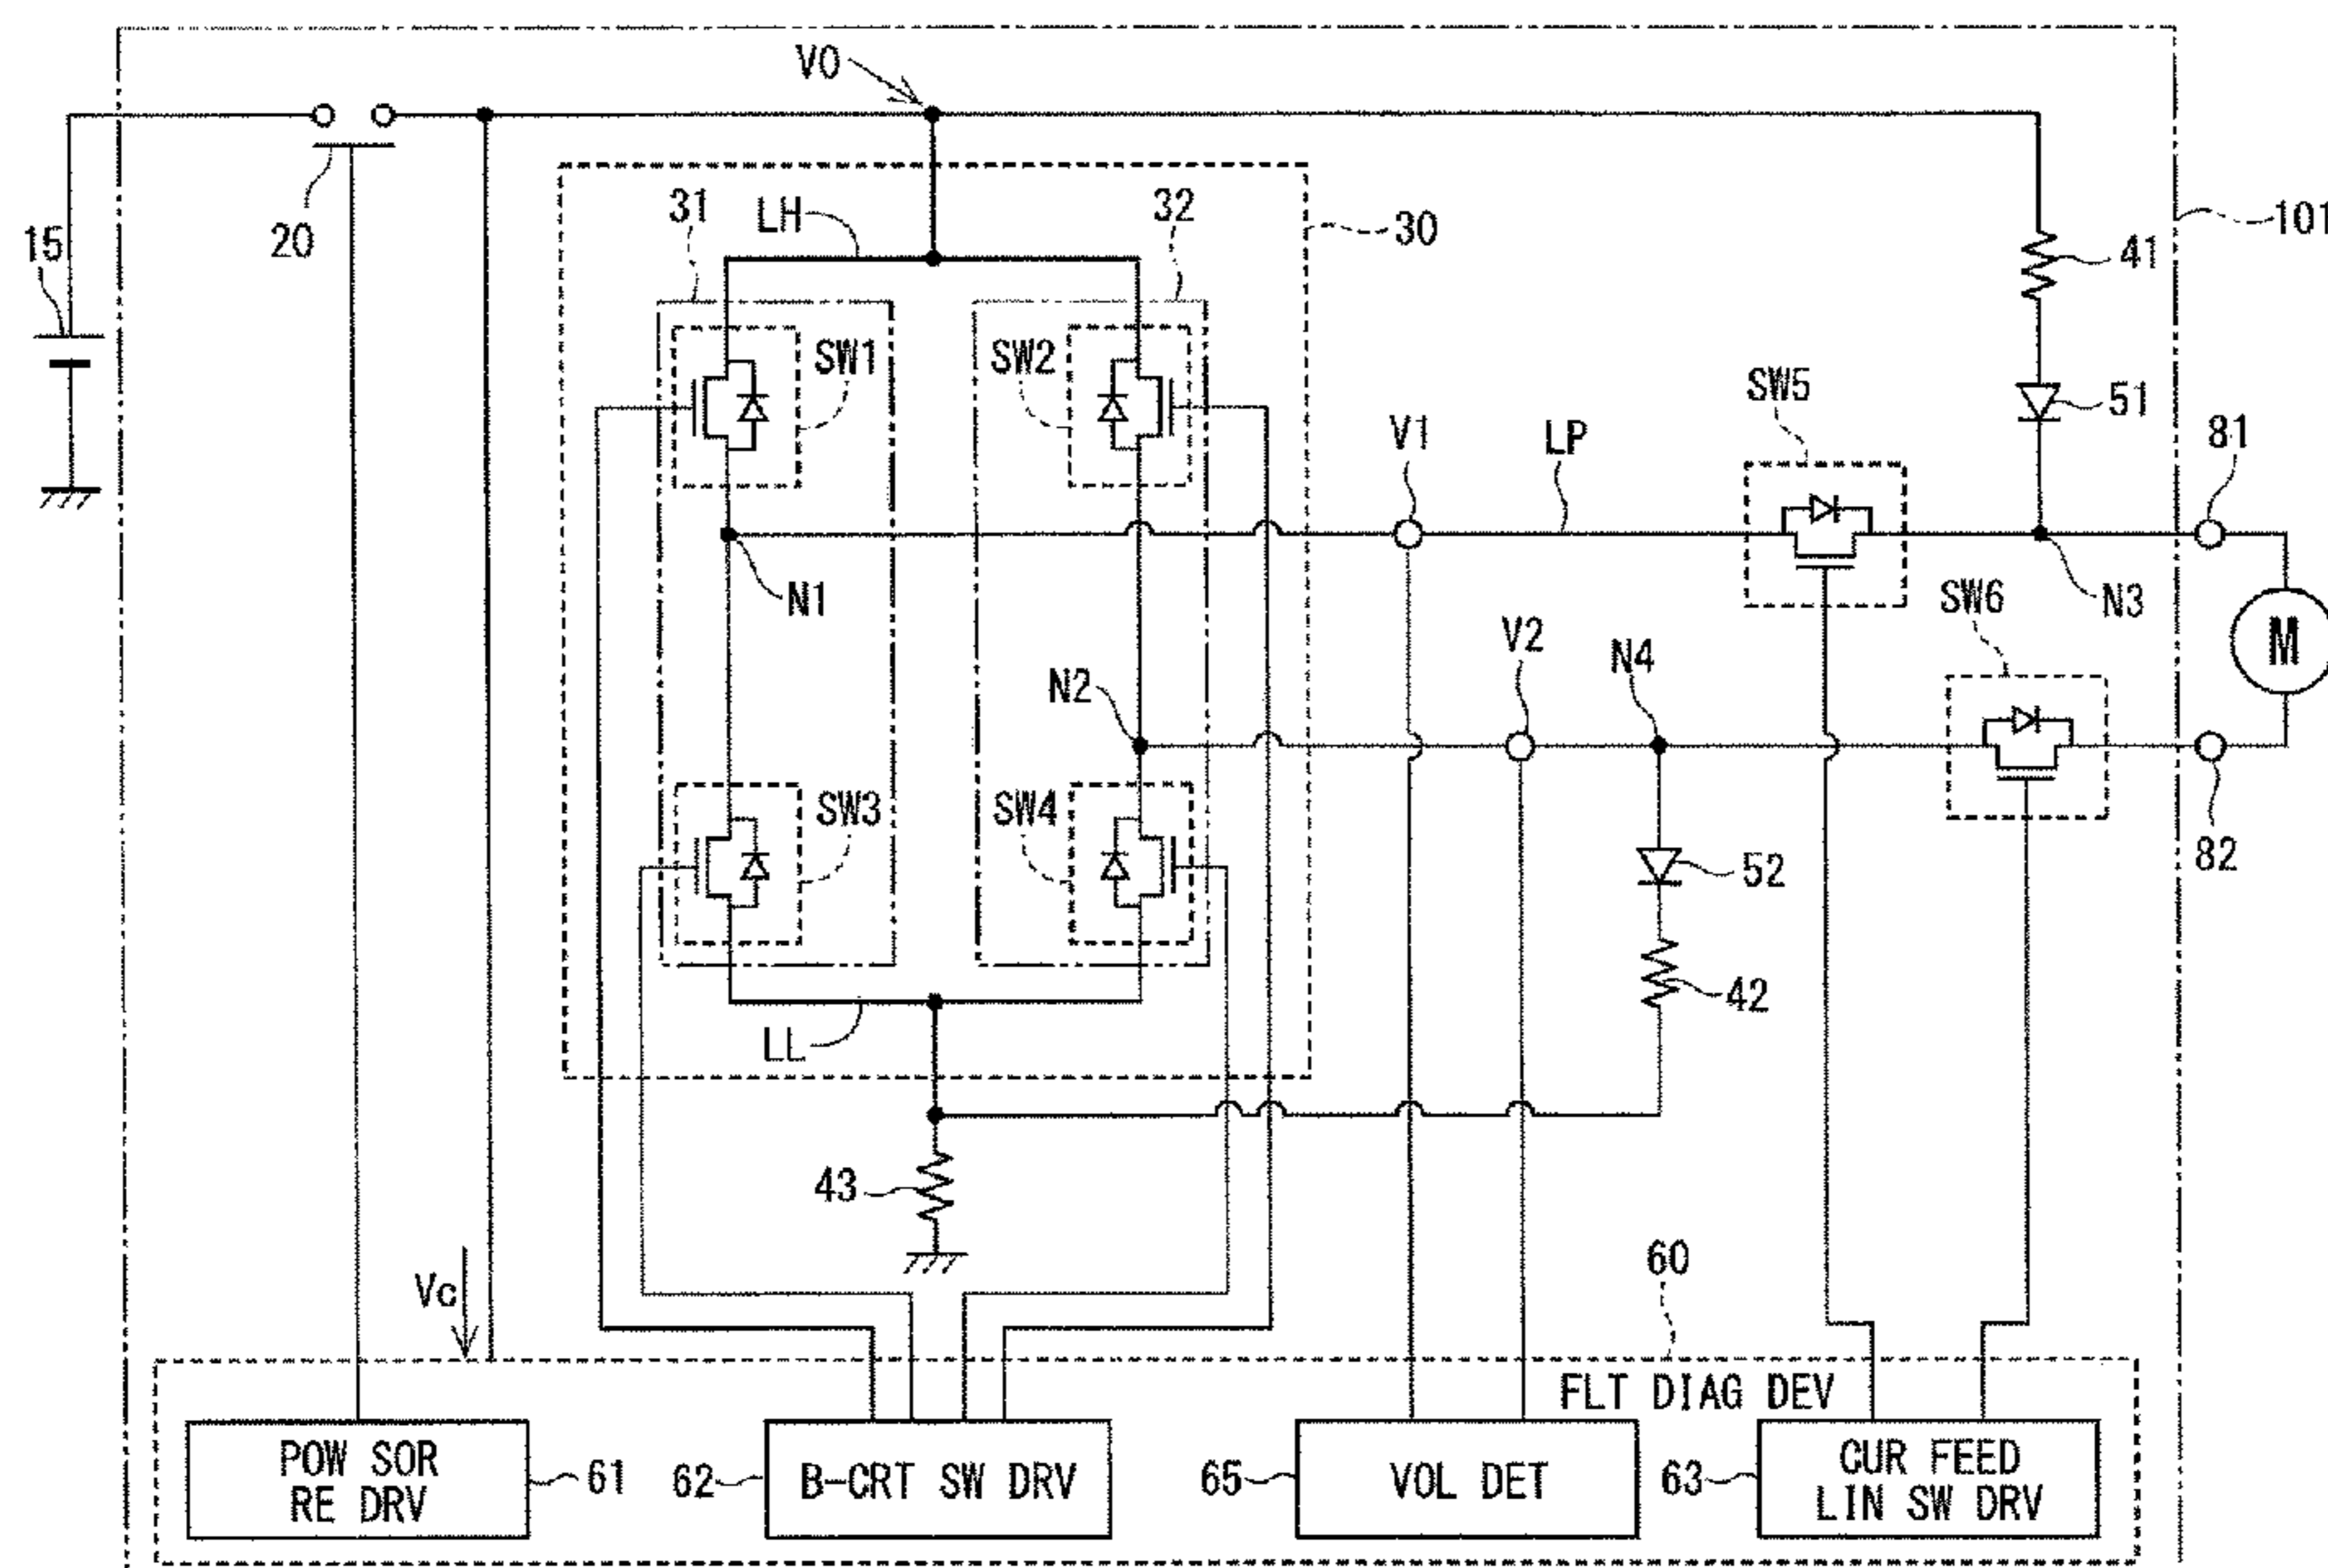 V0
31
LH
32
30
101
15
20
41
SW1
SW2
SW5
51
V1
LP
81
N1
N3
V2
N4
SW6
M
N2
SW3
SW4
52
82
42
LL
43
60
Vc
FLT DIAG DEV
POW SOR
RE DRV
61
62
B-CRT SW DRV
65
VOL DET
63
CUR FEED
LIN SW DRV